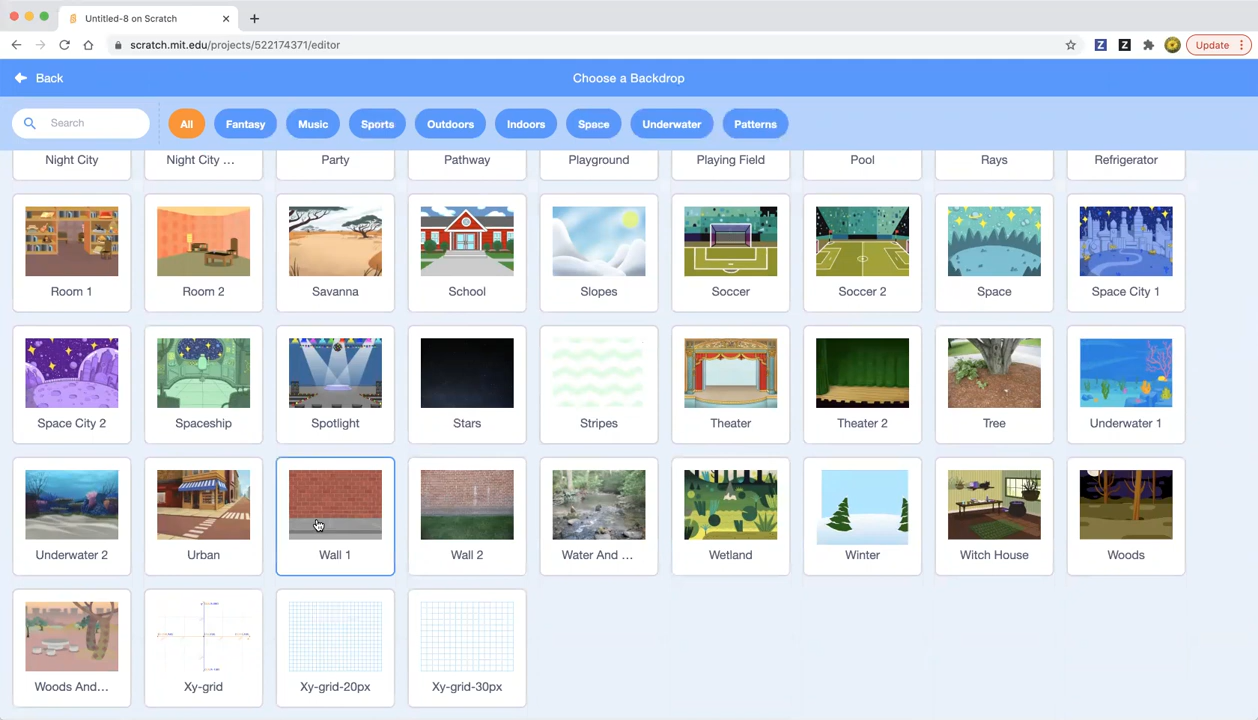 Untitled-8 on Scratch
scratch.mit.edu/projects/522174371/editor
Update
Back
Choose a Backdrop
Search
All
Fantasy
Music
Sports
Outdoors
Indoors
Space
Underwater
Patterns
Night City
Night City ...
Party
Pathway
Playground
Playing Field
Pool
Rays
Refrigerator
Room 1
Room 2
Savanna
School
Slopes
Soccer
Soccer 2
Space
Space City 1
Space City 2
Spaceship
Spotlight
Stars
Stripes
Theater
Theater 2
Tree
Underwater 1
Underwater 2
Urban
Wall 1
Wall 2
Water And ...
Wetland
Winter
Witch House
Woods
Woods And...
Xy-grid
Xy-grid-20px
Xy-grid-30px